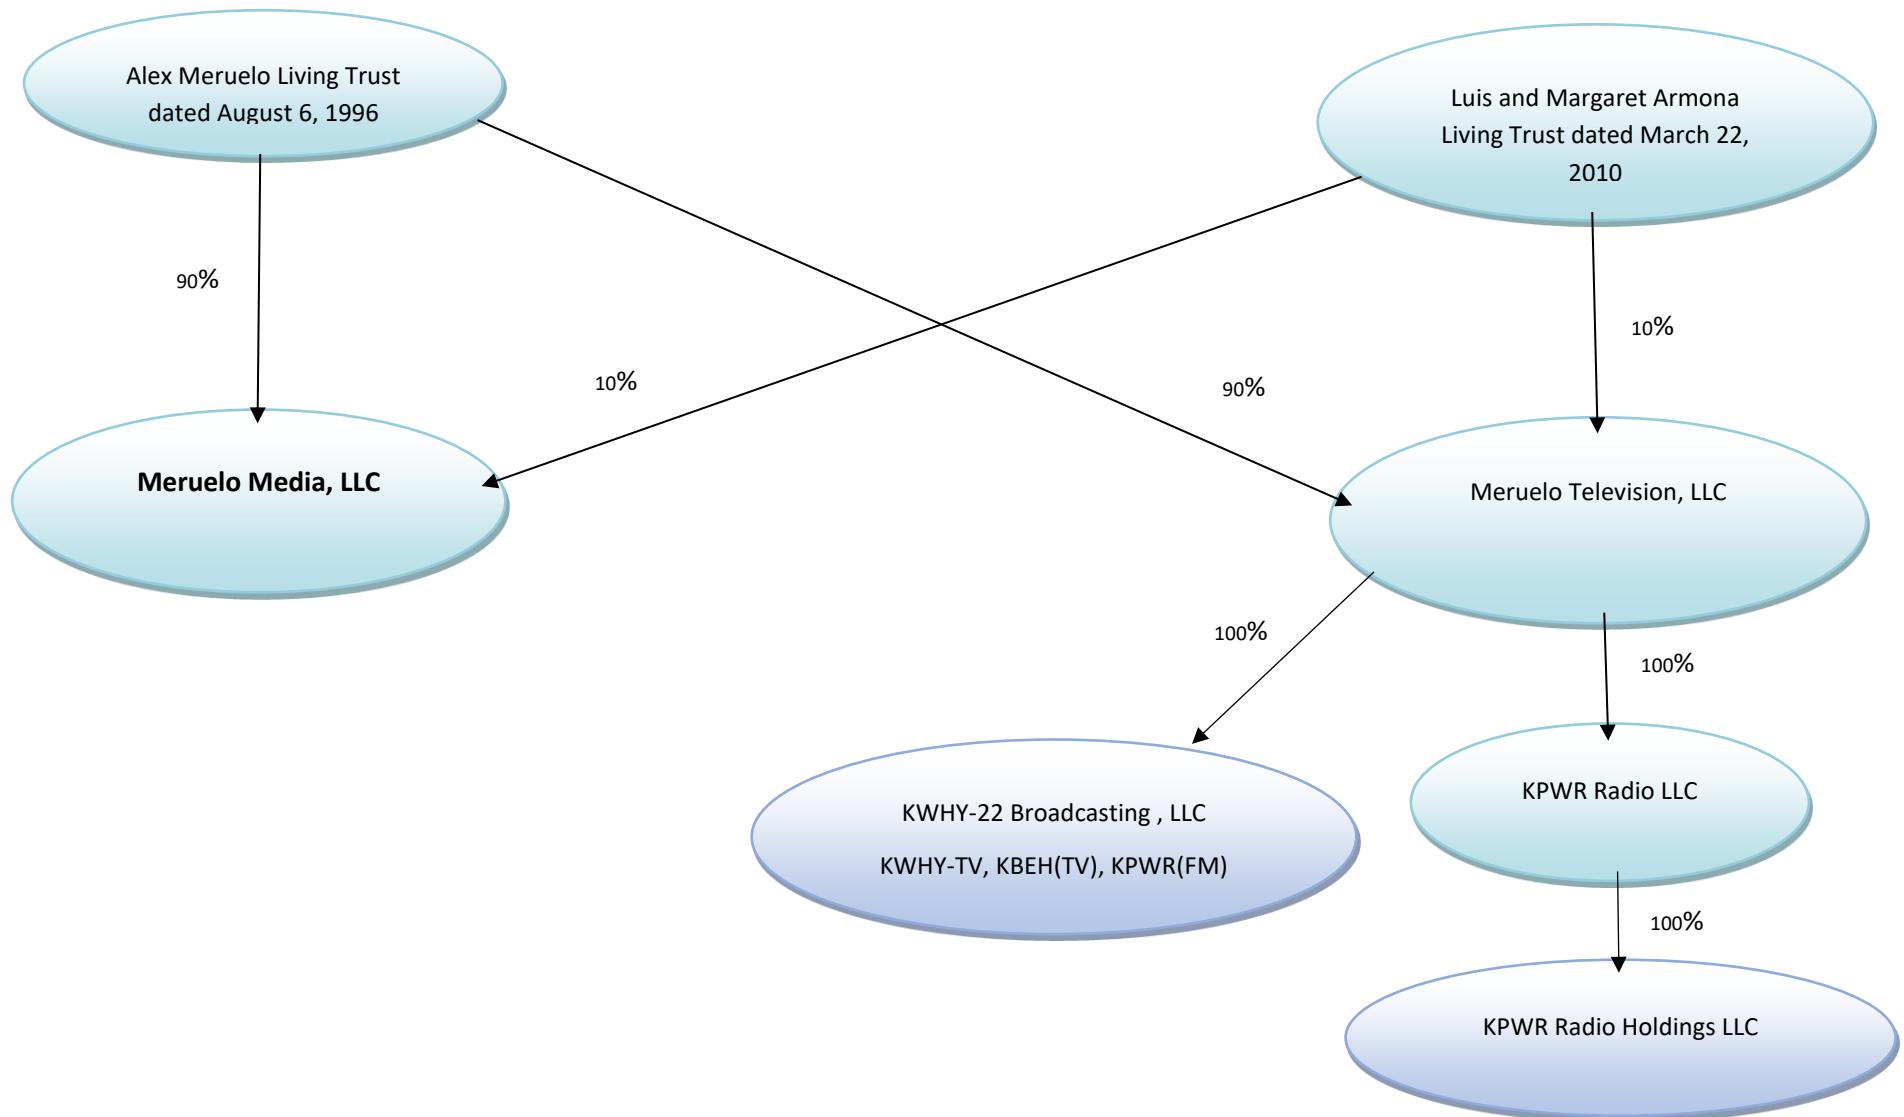 Alex Meruelo Living Trust
dated August 6, 1996
Luis and Margaret Armona
Living Trust dated March 22,
2010
90%
10%
10%
90%
Meruelo Media, LLC
Meruelo Television, LLC
100%
100%
KWHY-22 Broadcasting , LLC
KWHY-TV, KBEH(TV), KPWR(FM)
KPWR Radio LLC
100%
KPWR Radio Holdings LLC